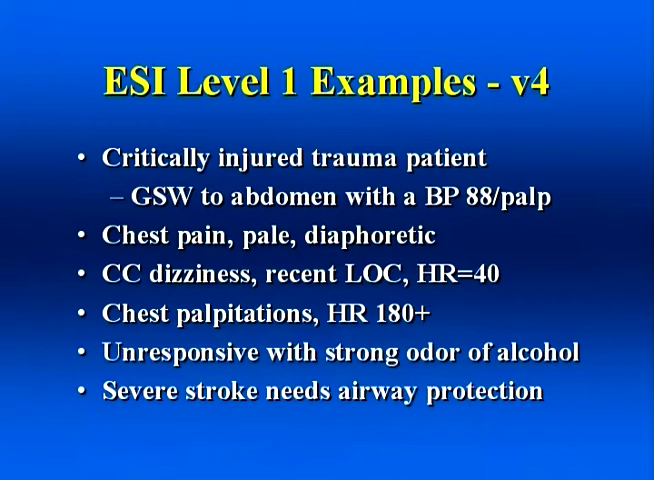 ESI Level 1 Examples - v4
• Critically injured trauma patient
– GSW to abdomen with a BP 88/palp
• Chest pain, pale, diaphoretic
• CC dizziness, recent LOC, HR=40
• Chest palpitations, HR 180+
• Unresponsive with strong odor of alcohol
• Severe stroke needs airway protection